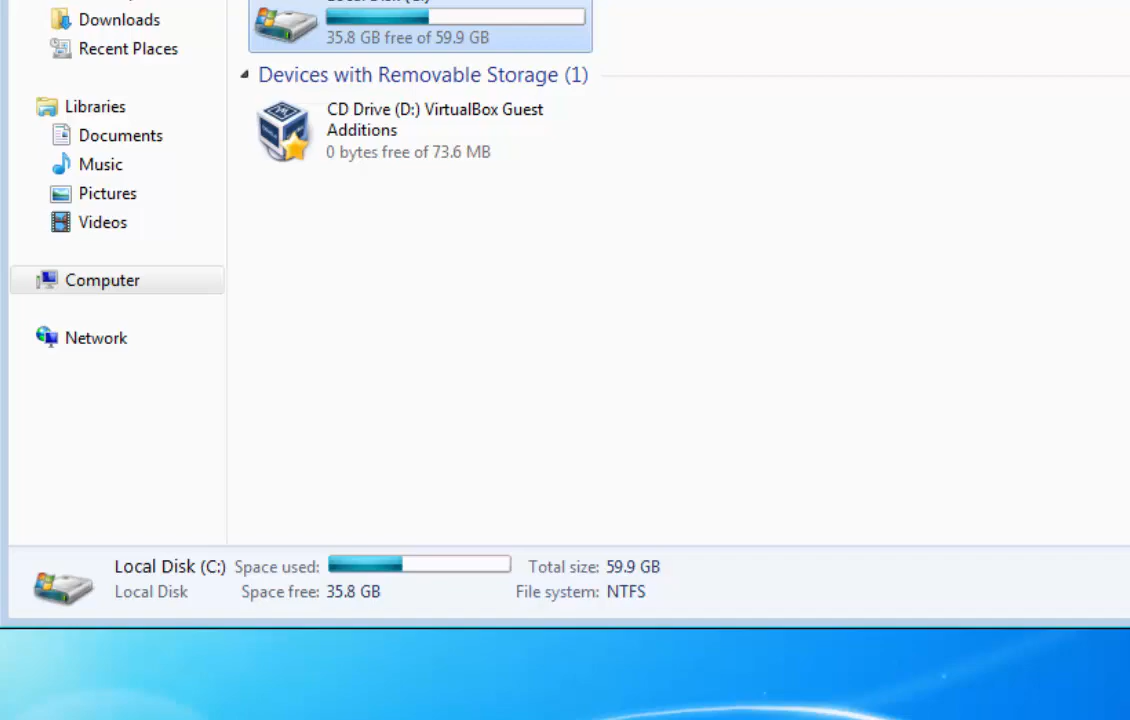 Downloads
Recent Places
Libraries
Documents
Music
Pictures
Videos
Computer
Network
35.8 GB free of 59.9 GB
Devices with Removable Storage (1)
CD Drive (D:) VirtualBox Guest
Additions
0 bytes free of 73.6 MB
Local Disk (C:) Space used: Total size: 59.9 GB
Local Disk Space free: 35.8 GB File system: NTFS